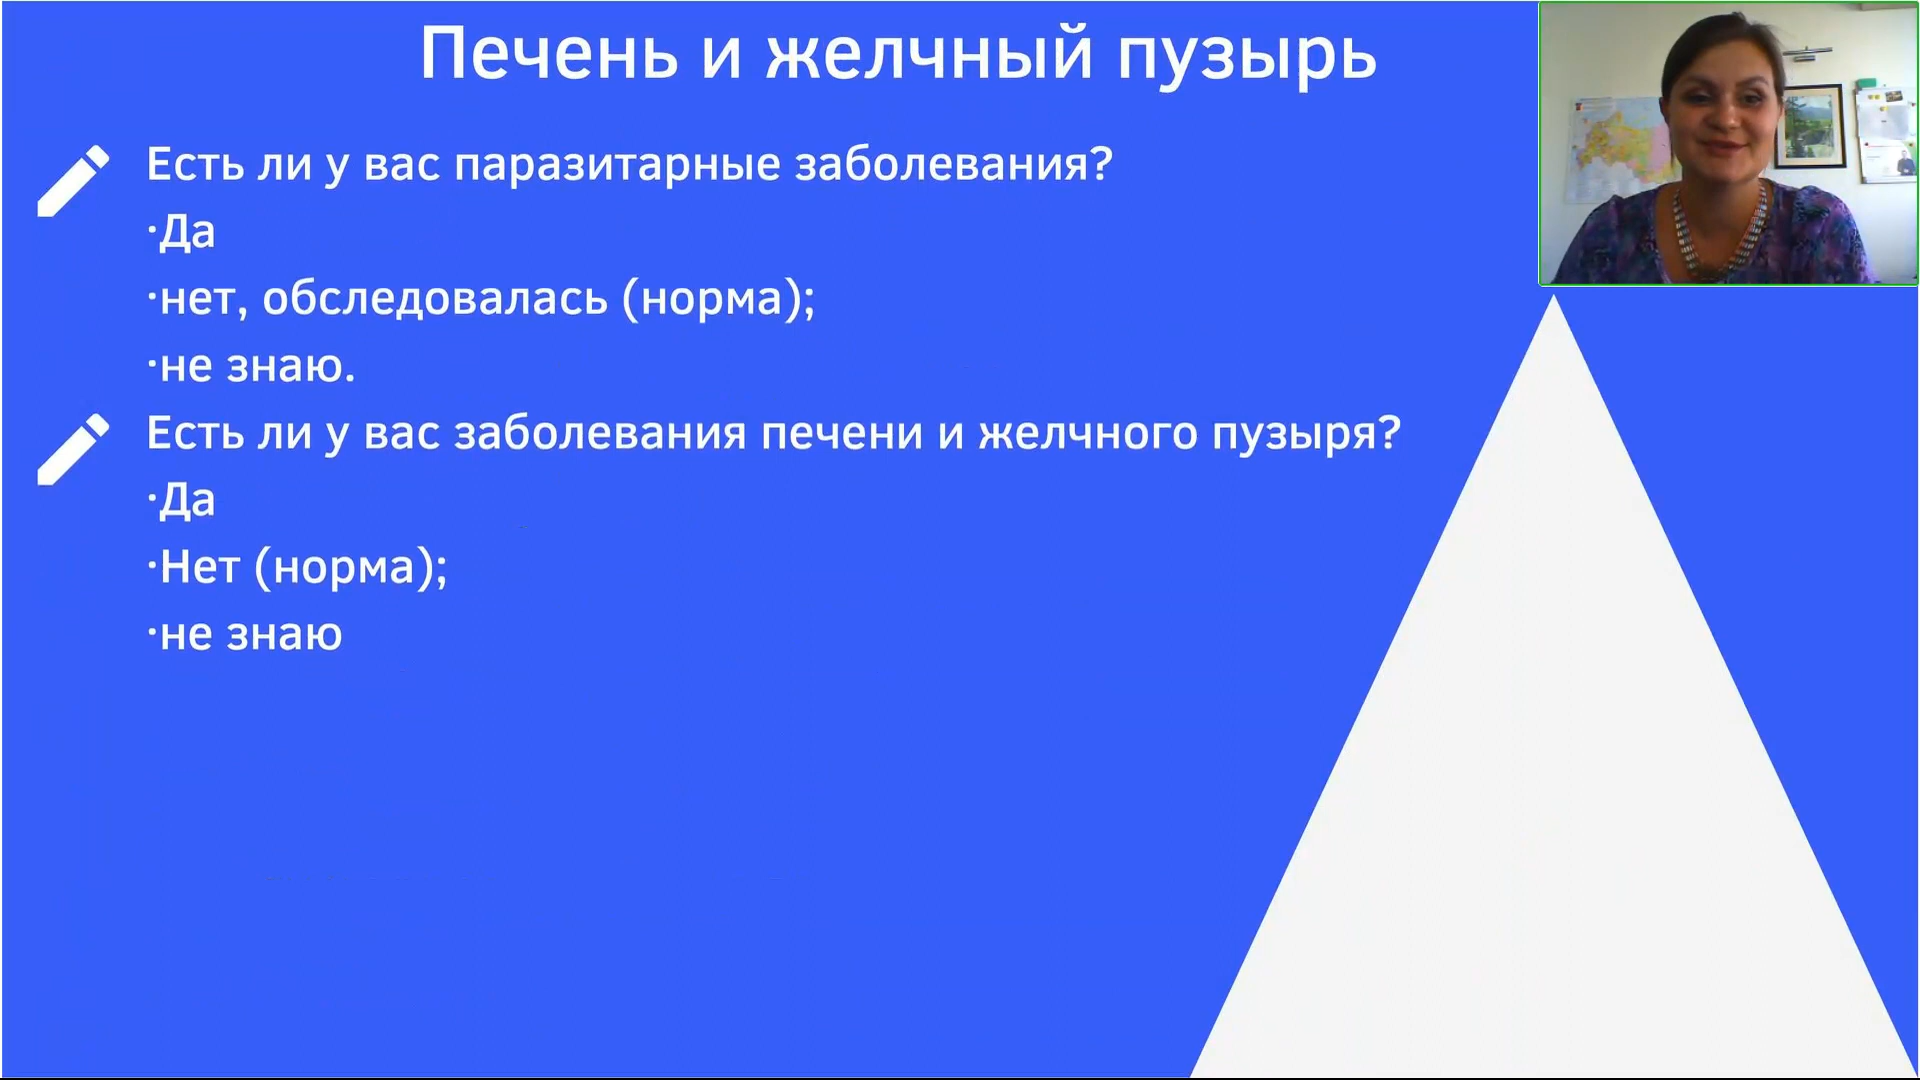 Печень и желчный пузырь
Есть ли у вас паразитарные заболевания?
·Да
·нет, обследовалась (норма);
·не знаю.
Есть ли у вас заболевания печени и желчного пузыря?
·Да
·Нет (норма);
·не знаю